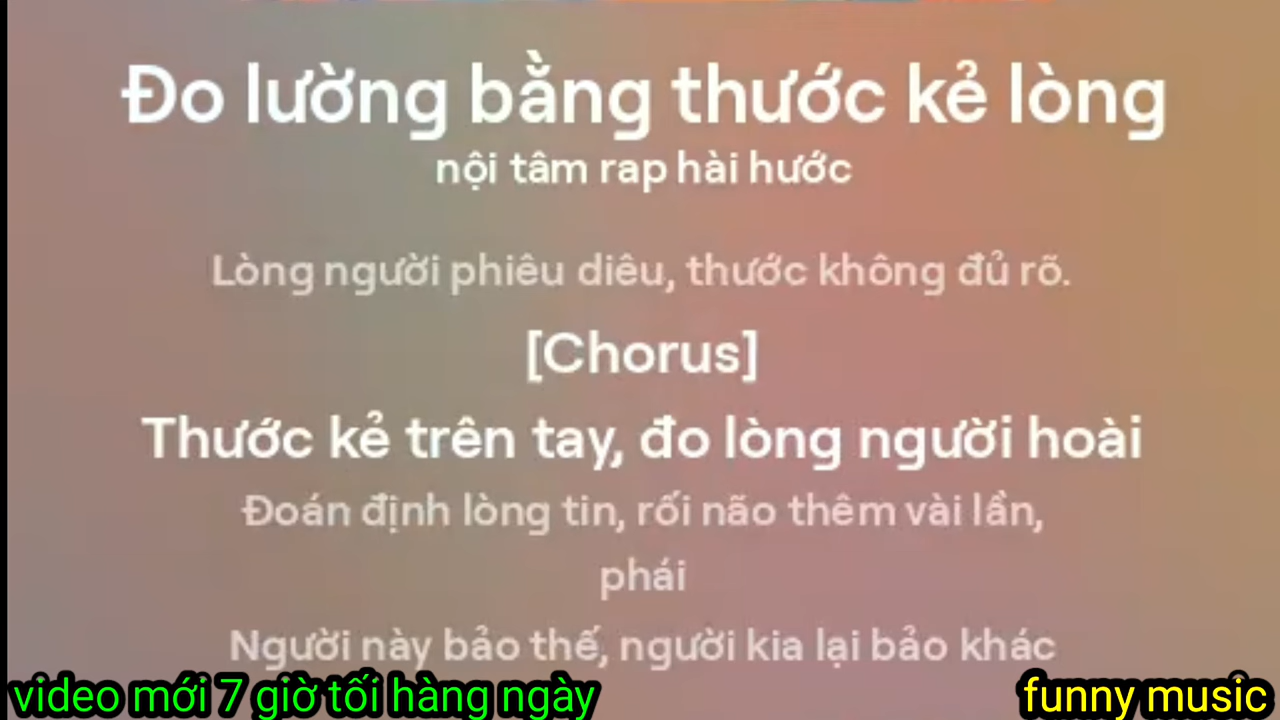 Đo lường bằng thước kẻ lòng
nội tâm rap hài hước
Lòng người phiêu diêu, thước không đủ rõ.
[Chorus]
Thước kẻ trên tay, đo lòng người hoài
Đoán định lòng tin, rối não thêm vài lần,
phái
Người này bảo thế, người kia lại bảo khác
video mới 7 giờ tối hàng ngày
funny music